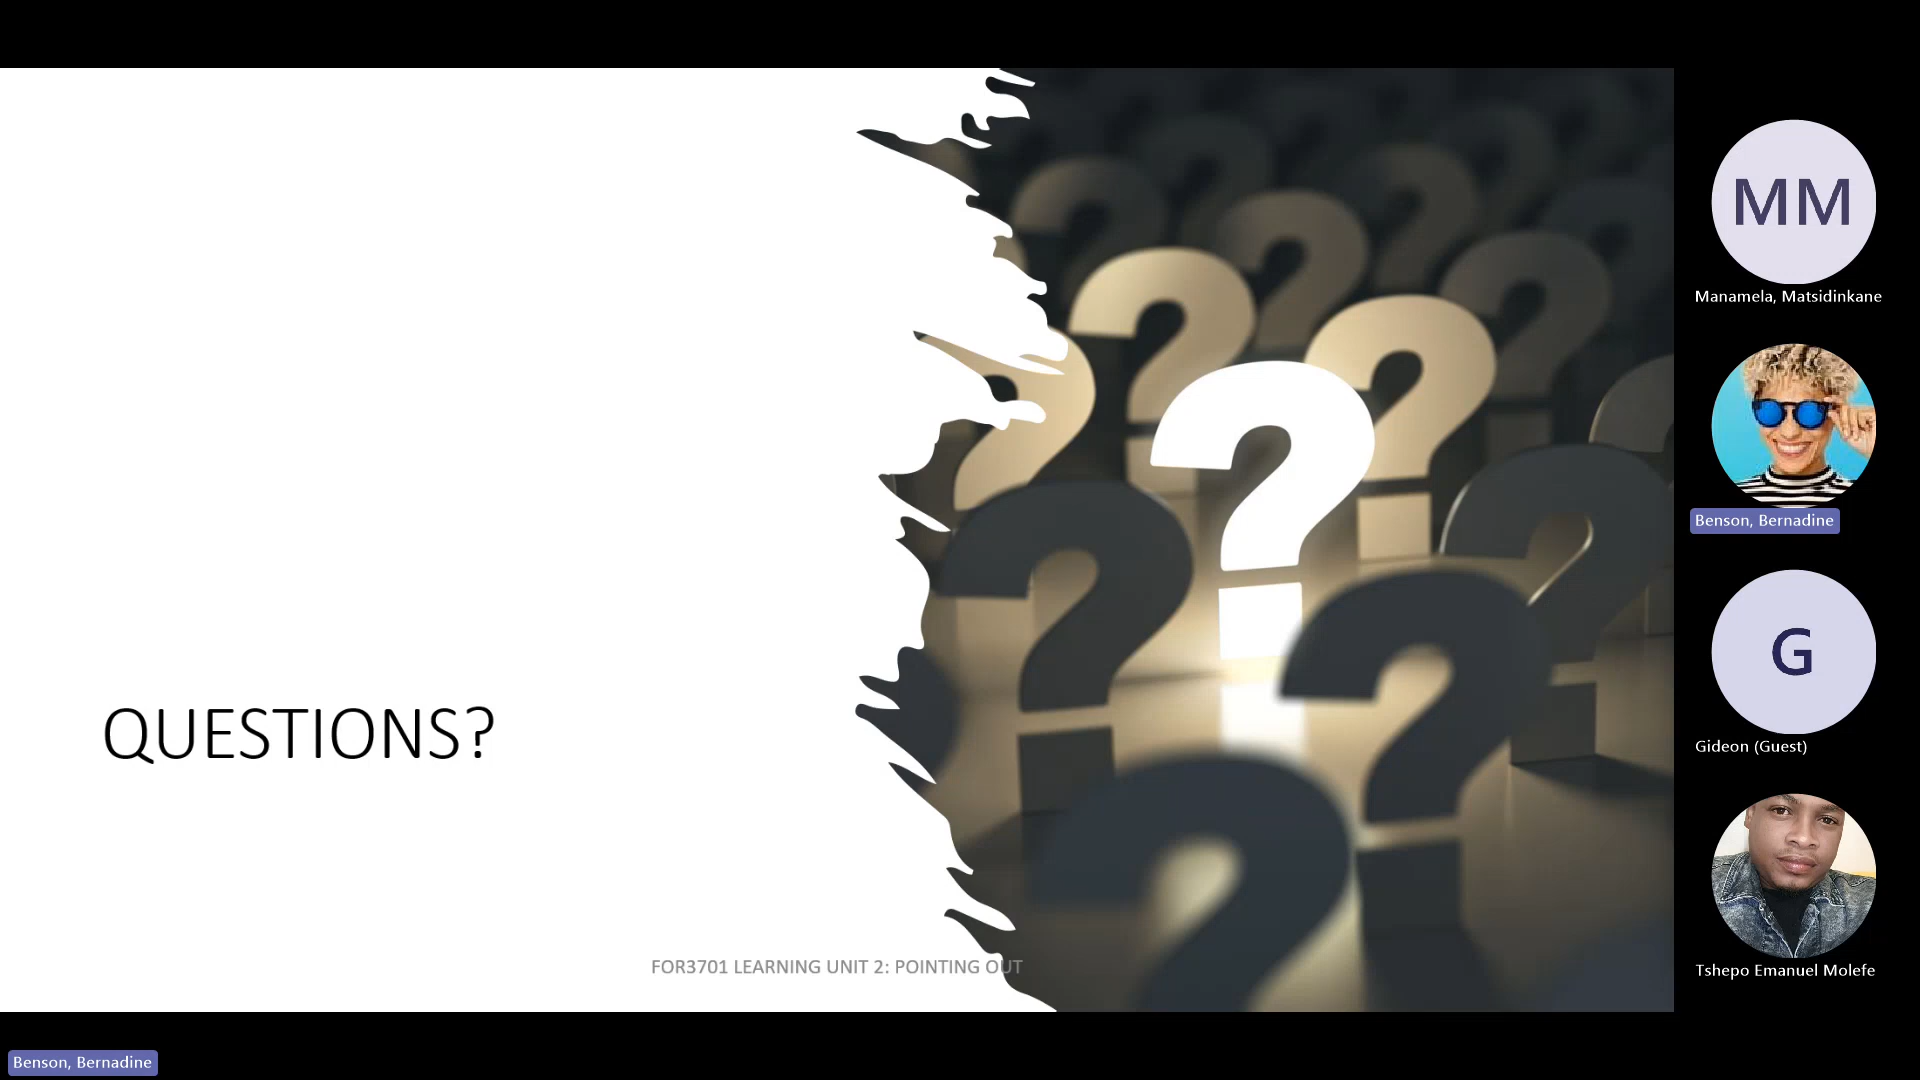 QUESTIONS?
FOR3701 LEARNING UNIT 2: POINTING OUT
MM
Manamela, Matsidinkane
Benson, Bernadine
G
Gideon (Guest)
Tshepo Emanuel Molefe
Benson, Bernadine